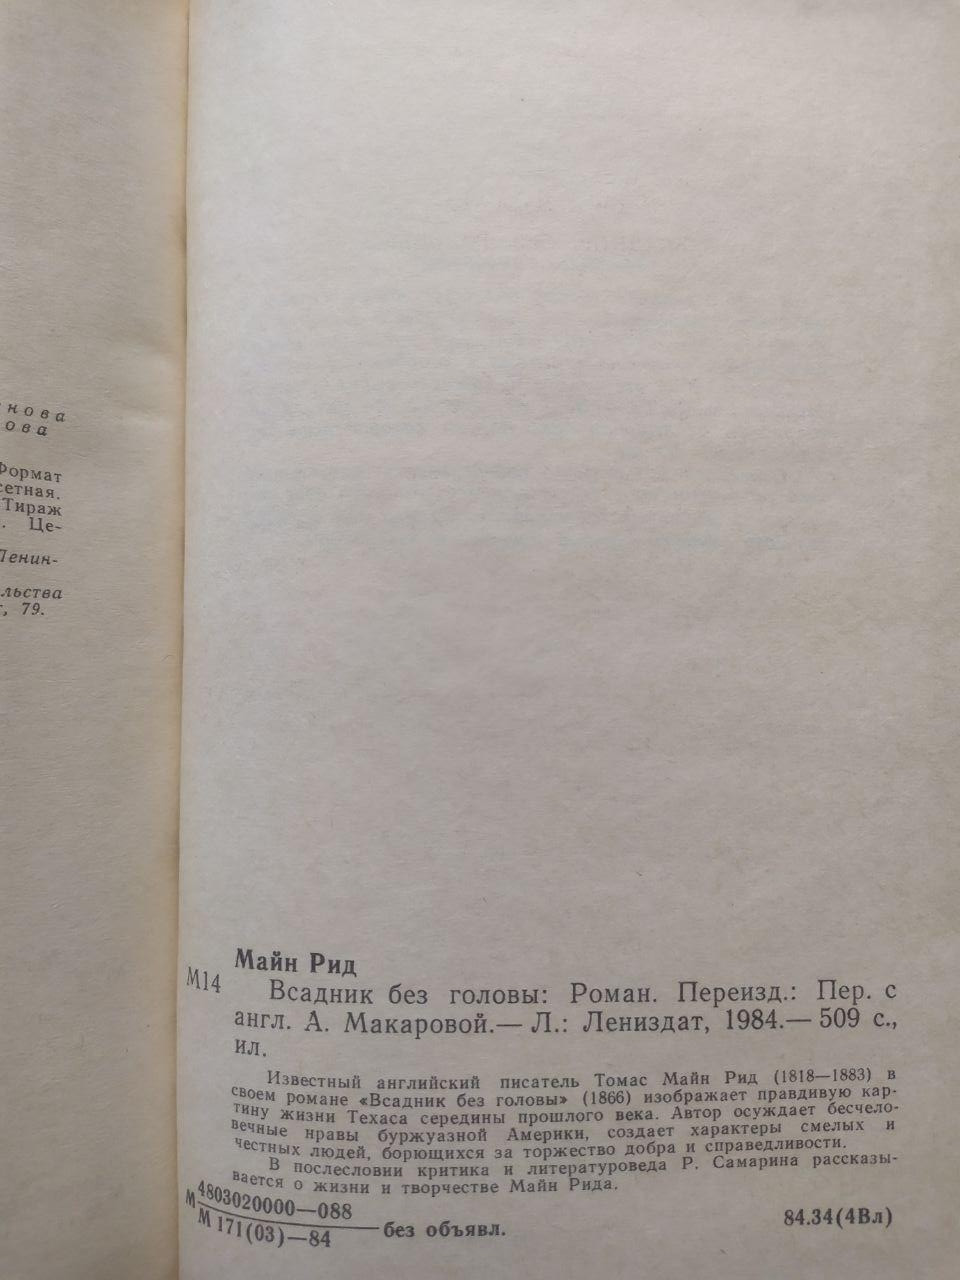 нова
ова
Формат
сетная.
Тираж
. Це-
Ленин-
льства
, 79.
Майн Рид
М14
Всадник без головы: Роман. Переизд.: Пер. с
англ. А. Макаровой.— Л.: Лениздат, 1984.— 509 с.,
ил.
Известный английский писатель Томас Майн Рид (1818—1883) в
своем романе «Всадник без головы» (1866) изображает правдивую кар-
тину жизни Техаса середины прошлого века. Автор осуждает бесчело-
вечные нравы буржуазной Америки, создает характеры смелых и
честных людей, борющихся за торжество добра и справедливости.
В послесловии критика и литературоведа Р. Самарина рассказы-
вается о жизни и творчестве Майн Рида.
М 4803020000—088
М 171(03)—84 без объявл. 84.34(4Вл)